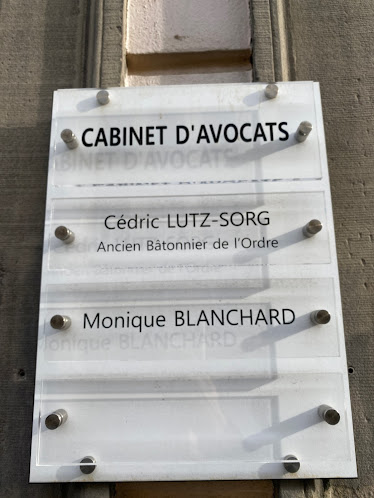 CABINET D'AVOCATS
Cédric LUTZ-SORG
Ancien Bâtonnier de l'Ordre
Monique BLANCHARD